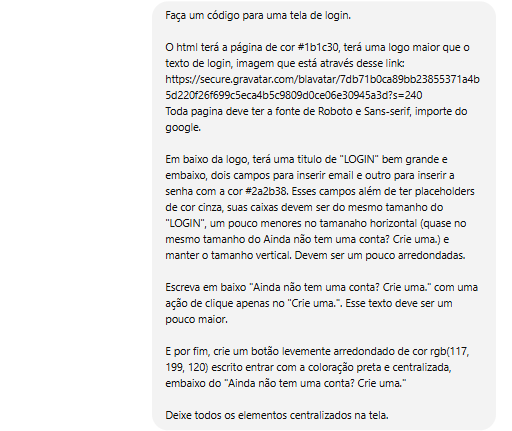 Faça um código para uma tela de login.
O html terá a página de cor #1b1c30, terá uma logo maior que o
texto de login, imagem que está através desse link:
https://secure.gravatar.com/blavatar/7db71b0ca89bb23855371a4b
5d220f26f699c5eca4b5c9809d0ce06e30945a3d?s=240
Toda pagina deve ter a fonte de Roboto e Sans-serif, importe do
google.
Em baixo da logo, terá uma titulo de "LOGIN" bem grande e
embaixo, dois campos para inserir email e outro para inserir a
senha com a cor #2a2b38. Esses campos além de ter placeholders
de cor cinza, suas caixas devem ser do mesmo tamanho do
"LOGIN", um pouco menores no tamanaho horizontal (quase no
mesmo tamanho do Ainda não tem uma conta? Crie uma.) e
manter o tamanho vertical. Devem ser um pouco arredondadas.
Escreva em baixo "Ainda não tem uma conta? Crie uma." com uma
ação de clique apenas no "Crie uma.". Esse texto deve ser um
pouco maior.
E por fim, crie um botão levemente arredondado de cor rgb(117,
199, 120) escrito entrar com a coloração preta e centralizada,
embaixo do "Ainda não tem uma conta? Crie uma."
Deixe todos os elementos centralizados na tela.